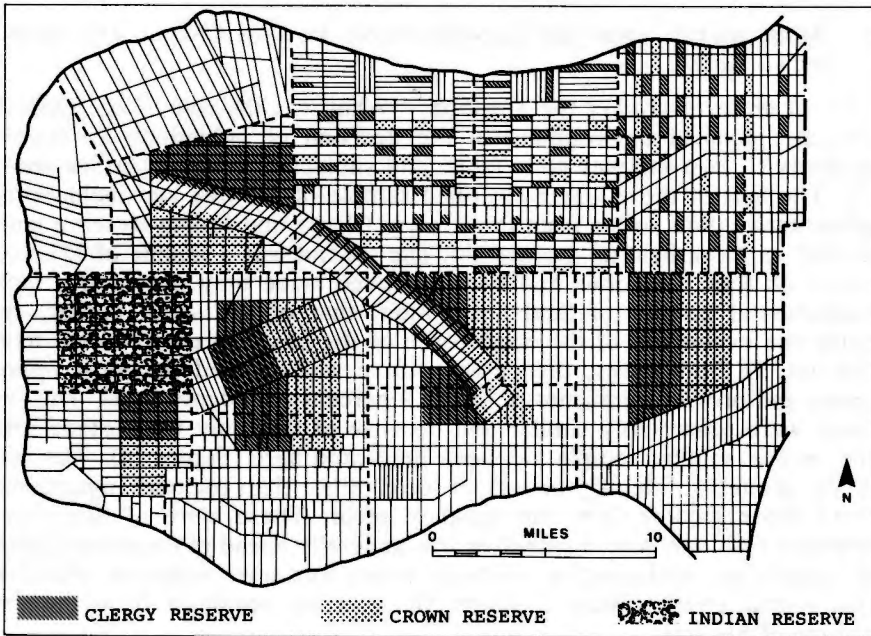 N
MILES
0 10
CLERGY RESERVE CROWN RESERVE INDIAN RESERVE